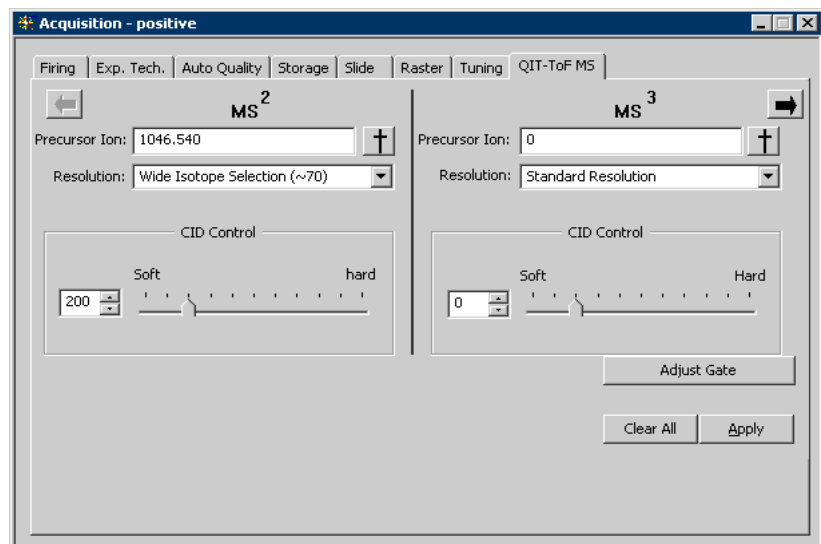 Acquisition - positive
Firing Exp. Tech. Auto Quality Storage Slide Raster Tuning QIT-ToF MS
MS2 MS3
Precursor Ion: 1046.540 Precursor Ion: 0
Resolution: Wide Isotope Selection (~70) Resolution: Standard Resolution
CID Control CID Control
Soft hard Soft Hard
200 0
Adjust Gate
Clear All Apply